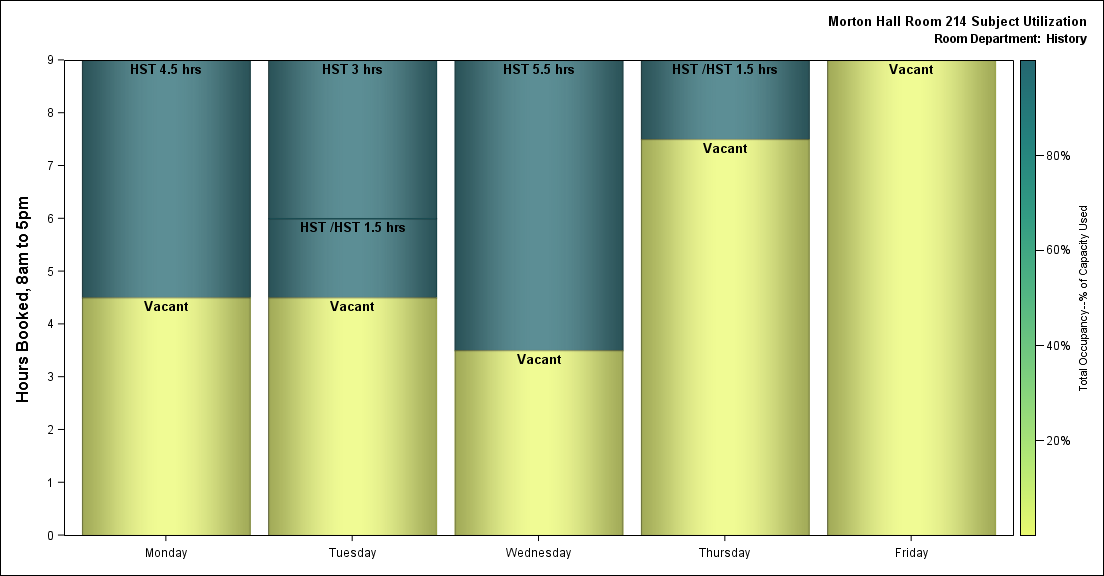 Morton Hall Room 214 Subject Utilization
Room Department: History
Hours Booked, 8am to 5pm
9
8
7
6
5
4
3
2
1
0
HST 4.5 hrs
Vacant
HST 3 hrs
HST /HST 1.5 hrs
Vacant
HST 5.5 hrs
Vacant
HST /HST 1.5 hrs
Vacant
Vacant
Monday
Tuesday
Wednesday
Thursday
Friday
80%
60%
40%
20%
Total Occupancy--% of Capacity Used